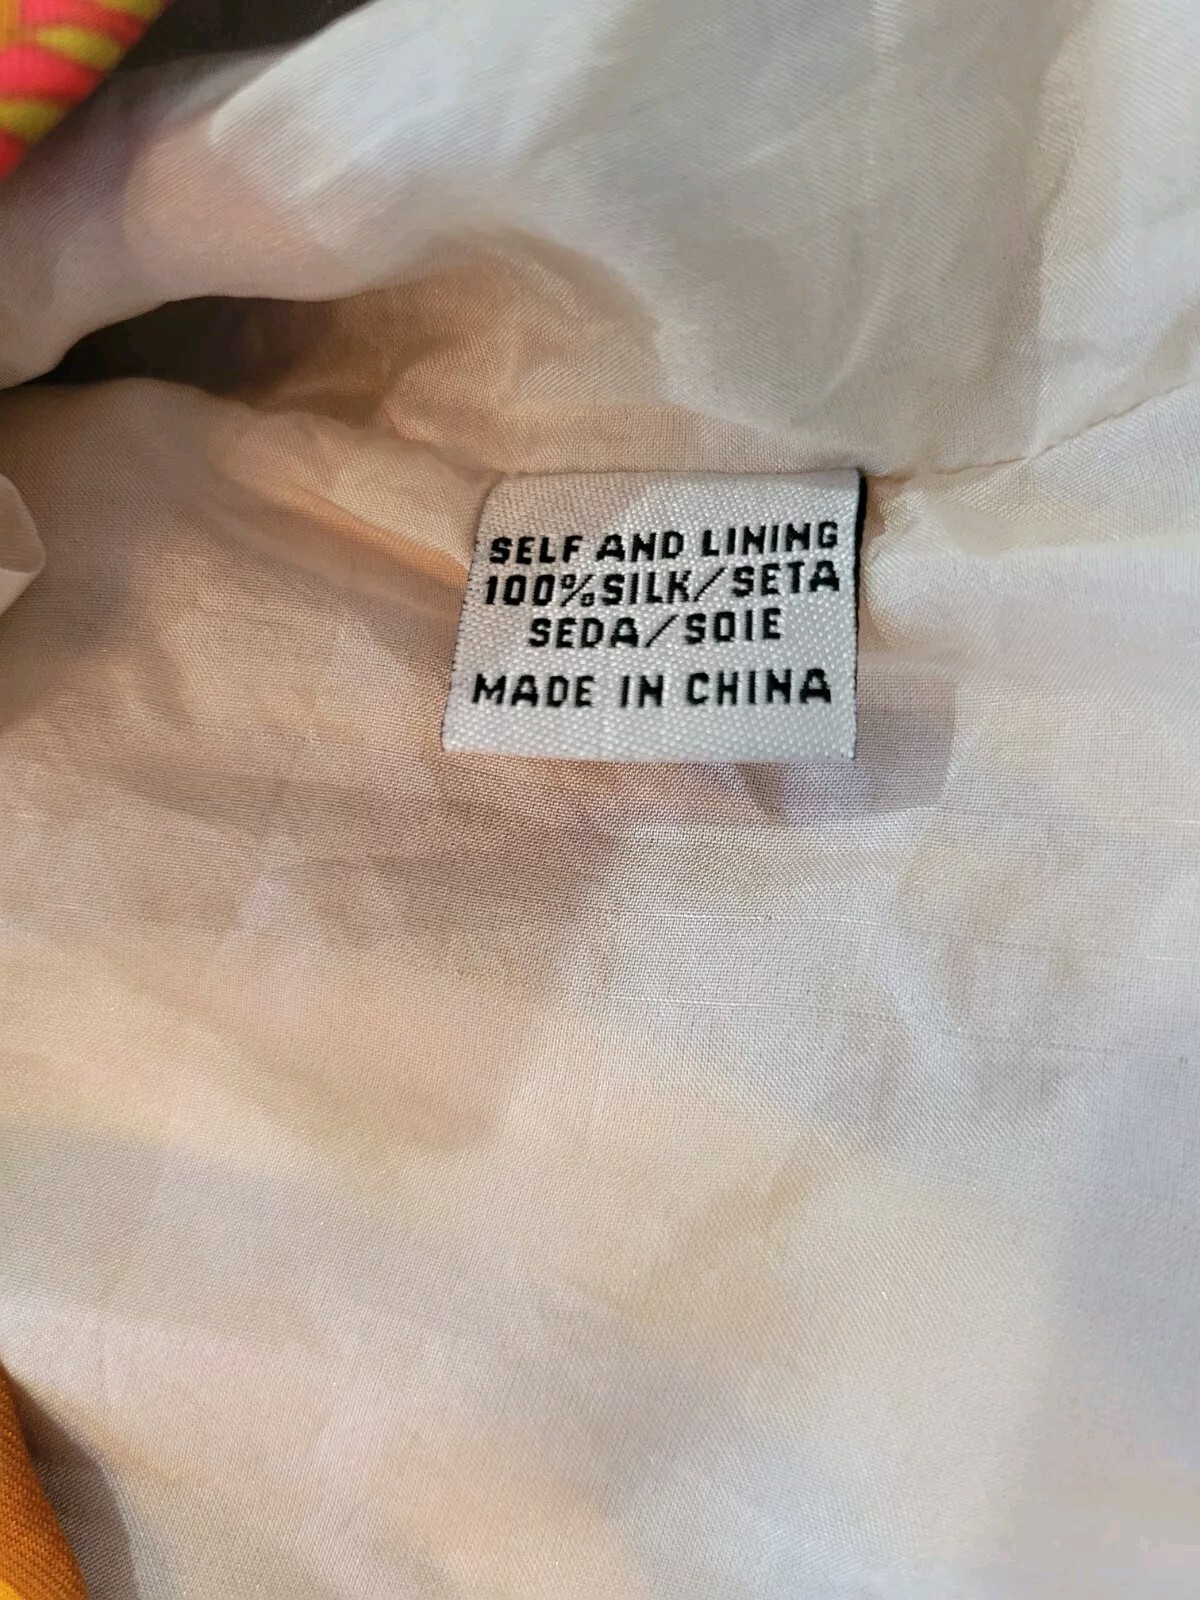 SELF AND LINING
100%SILK/SETA
SEDA/SOIE
MADE IN CHINA